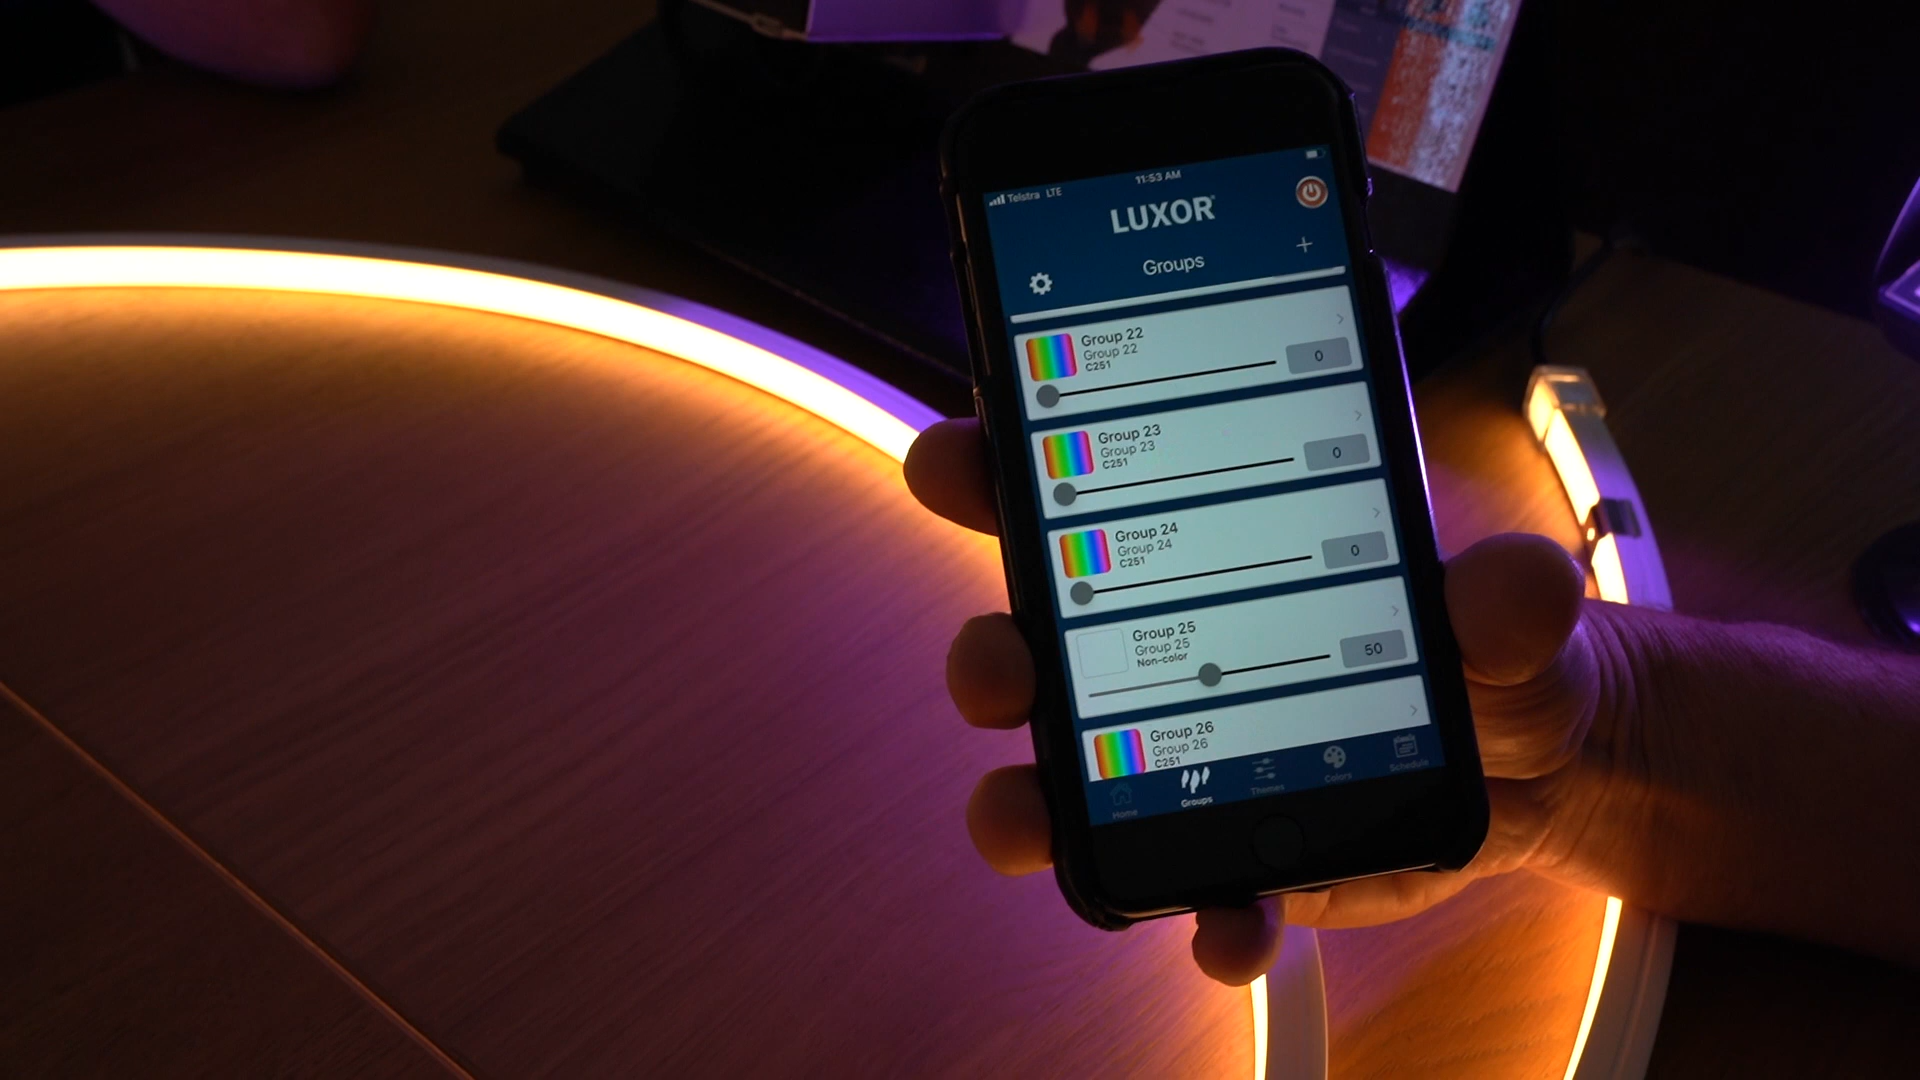 Telstra LTE
11:53 AM
LUXOR
Groups
Group 22
Group 22
C251
0
Group 23
Group 23
C251
0
Group 24
Group 24
C251
0
Group 25
Group 25
Non-color
50
Group 26
Group 26
C251
Home
Groups
Themes
Colors
Schedule